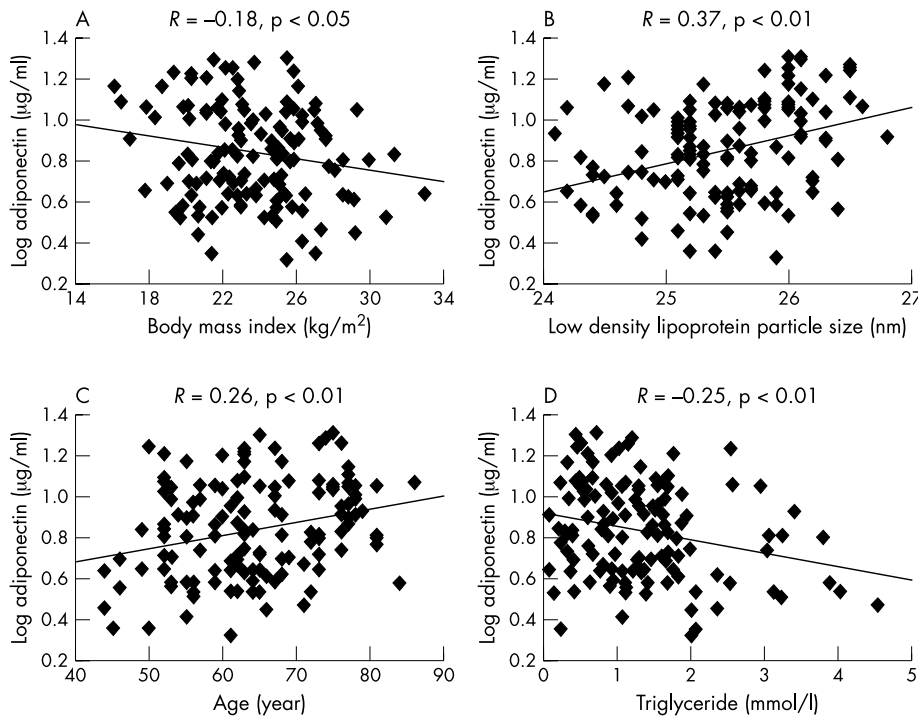 A
R = –0.18, p < 0.05
1.4
1.2
1.0
0.8
0.6
0.4
0.2
Log adiponectin (µg/ml)
14 18 22 26 30 34
Body mass index (kg/m²)
B
R = 0.37, p < 0.01
1.4
1.2
1.0
0.8
0.6
0.4
0.2
Log adiponectin (µg/ml)
24 25 26 27
Low density lipoprotein particle size (nm)
C
R = 0.26, p < 0.01
1.4
1.2
1.0
0.8
0.6
0.4
0.2
Log adiponectin (µg/ml)
40 50 60 70 80 90
Age (year)
D
R = –0.25, p < 0.01
1.4
1.2
1.0
0.8
0.6
0.4
0.2
Log adiponectin (µg/ml)
0 1 2 3 4 5
Triglyceride (mmol/l)